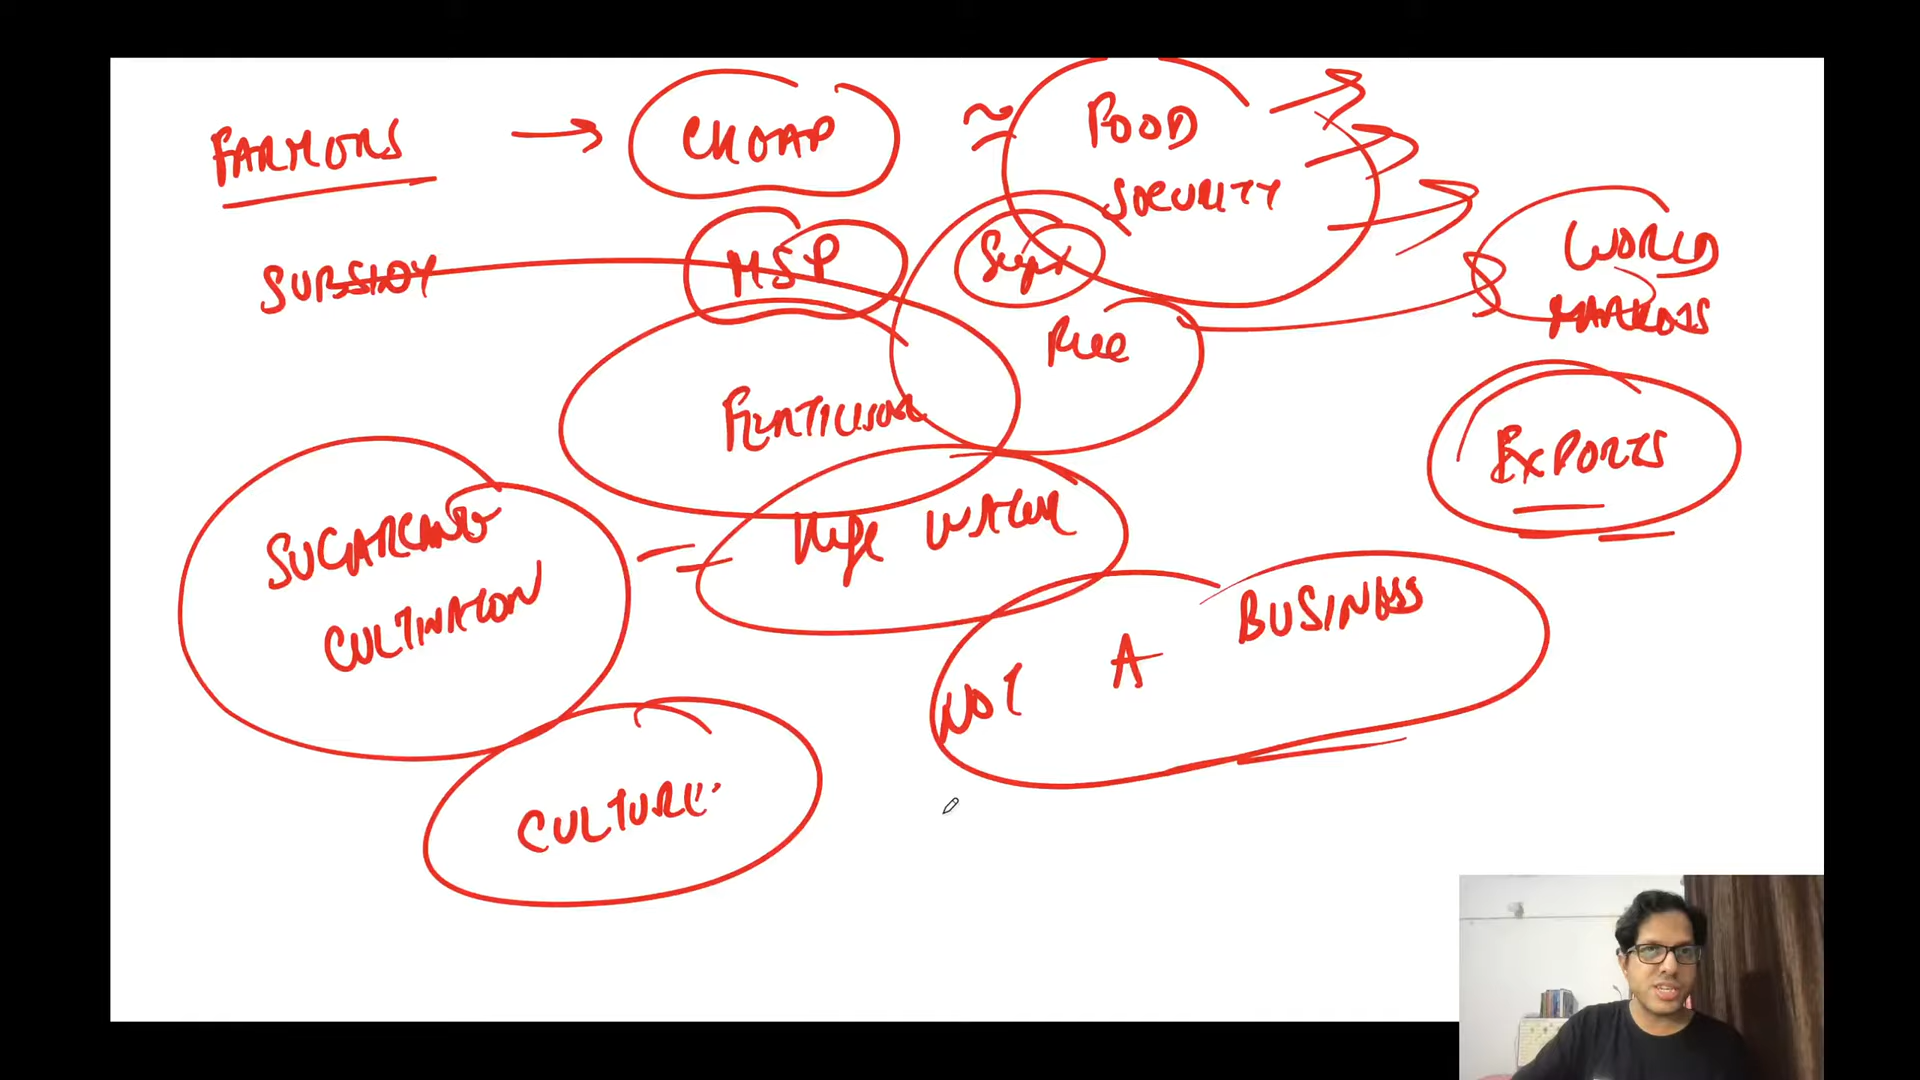 FARMERS → CHEAP ≈ FOOD
SECURITY
SUBSIDY MSP
WORLD
MARKETS
Rice
FERTILISER
EXPORTS
SUGARCANE
CULTIVATION
WATER
NOT A BUSINESS
CULTURE